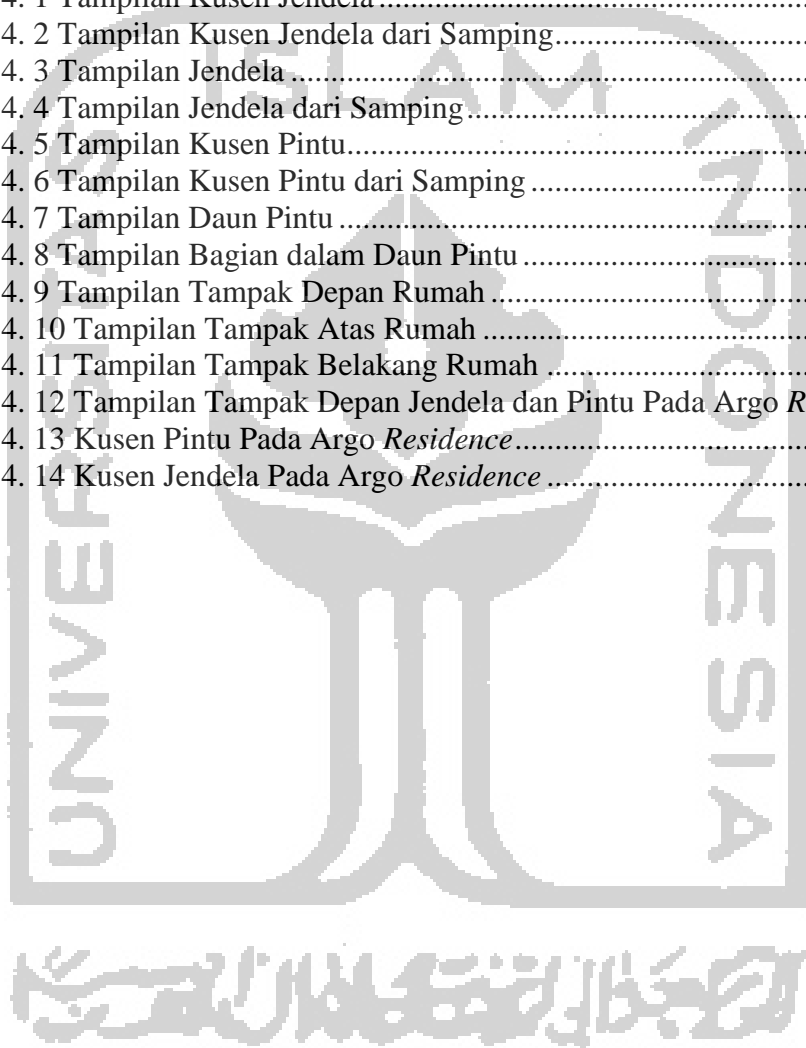 4. 1 Tampilan Kusen Jendela
4. 2 Tampilan Kusen Jendela dari Samping
4. 3 Tampilan Jendela
4. 4 Tampilan Jendela dari Samping
4. 5 Tampilan Kusen Pintu
4. 6 Tampilan Kusen Pintu dari Samping
4. 7 Tampilan Daun Pintu
4. 8 Tampilan Bagian dalam Daun Pintu
4. 9 Tampilan Tampak Depan Rumah
4. 10 Tampilan Tampak Atas Rumah
4. 11 Tampilan Tampak Belakang Rumah
4. 12 Tampilan Tampak Depan Jendela dan Pintu Pada Argo R
4. 13 Kusen Pintu Pada Argo Residence
4. 14 Kusen Jendela Pada Argo Residence
UNIVERSITAS
ISLAM
INDONESIA